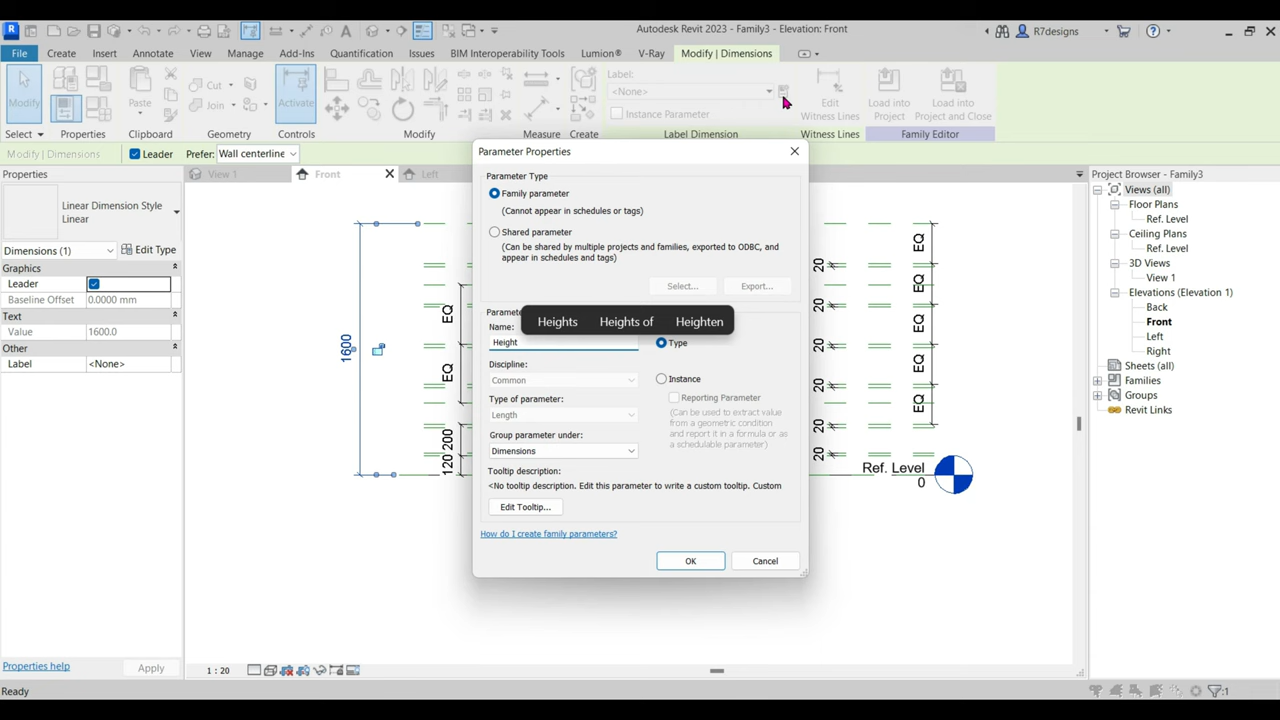 Autodesk Revit 2023 - Family3 - Elevation: Front
R7designs
File Create Insert Annotate View Manage Add-Ins Quantification Issues BIM Interoperability Tools Lumion® V-Ray Modify | Dimensions
Label:
<None>
Instance Parameter
Modify
Cut
Join
Paste
Activate
Edit Witness Lines
Load into Project
Load into Project and Close
Select Properties Clipboard Geometry Controls Modify Measure Create Label Dimension Witness Lines Family Editor
Modify | Dimensions Leader Prefer: Wall centerline
Properties
View 1 Front Left
Linear Dimension Style
Linear
Dimensions (1) Edit Type
Graphics
Leader
Baseline Offset 0.0000 mm
Text
Value 1600.0
Other
Label <None>
Properties help Apply
1600
EQ
EQ
120 200
Parameter Properties
Parameter Type
Family parameter
(Cannot appear in schedules or tags)
Shared parameter
(Can be shared by multiple projects and families, exported to ODBC, and
appear in schedules and tags)
Select... Export...
Heights Heights of Heighten
Name:
Height
Type
Discipline:
Common
Instance
Reporting Parameter
Type of parameter:
Length
(Can be used to extract value
from a geometric condition
and report it in a formula or as
a schedulable parameter)
Group parameter under:
Dimensions
Tooltip description:
<No tooltip description. Edit this parameter to write a custom tooltip. Custom
Edit Tooltip...
How do I create family parameters?
OK Cancel
20
20
20
20
20
20
EQ
EQ
EQ
EQ
Ref. Level
0
Project Browser - Family3
Views (all)
Floor Plans
Ref. Level
Ceiling Plans
Ref. Level
3D Views
View 1
Elevations (Elevation 1)
Back
Front
Left
Right
Sheets (all)
Families
Groups
Revit Links
1 : 20
Ready
:1